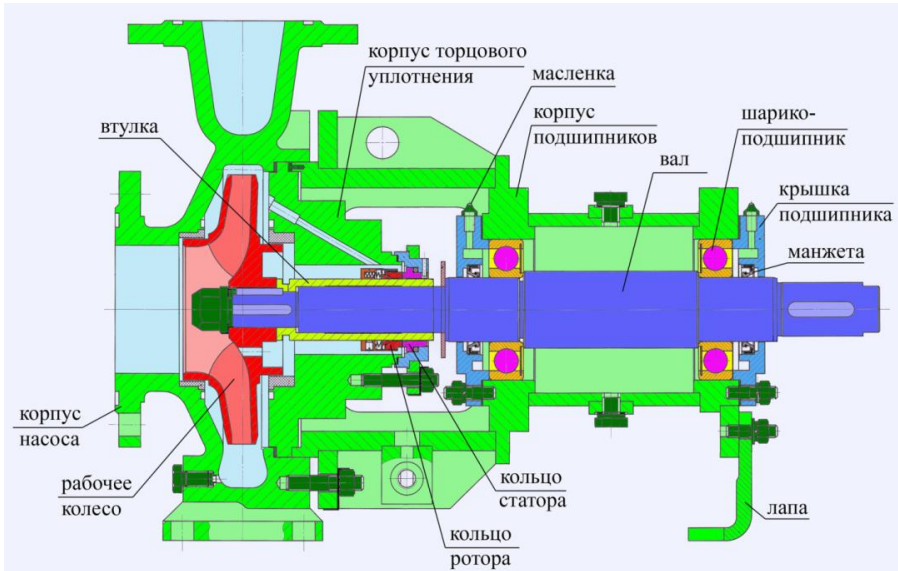 корпус торцового
уплотнения
масленка
корпус
подшипников
шарико-
подшипник
втулка
вал
крышка
подшипника
манжета
корпус
насоса
рабочее
колесо
кольцо
статора
кольцо
ротора
лапа